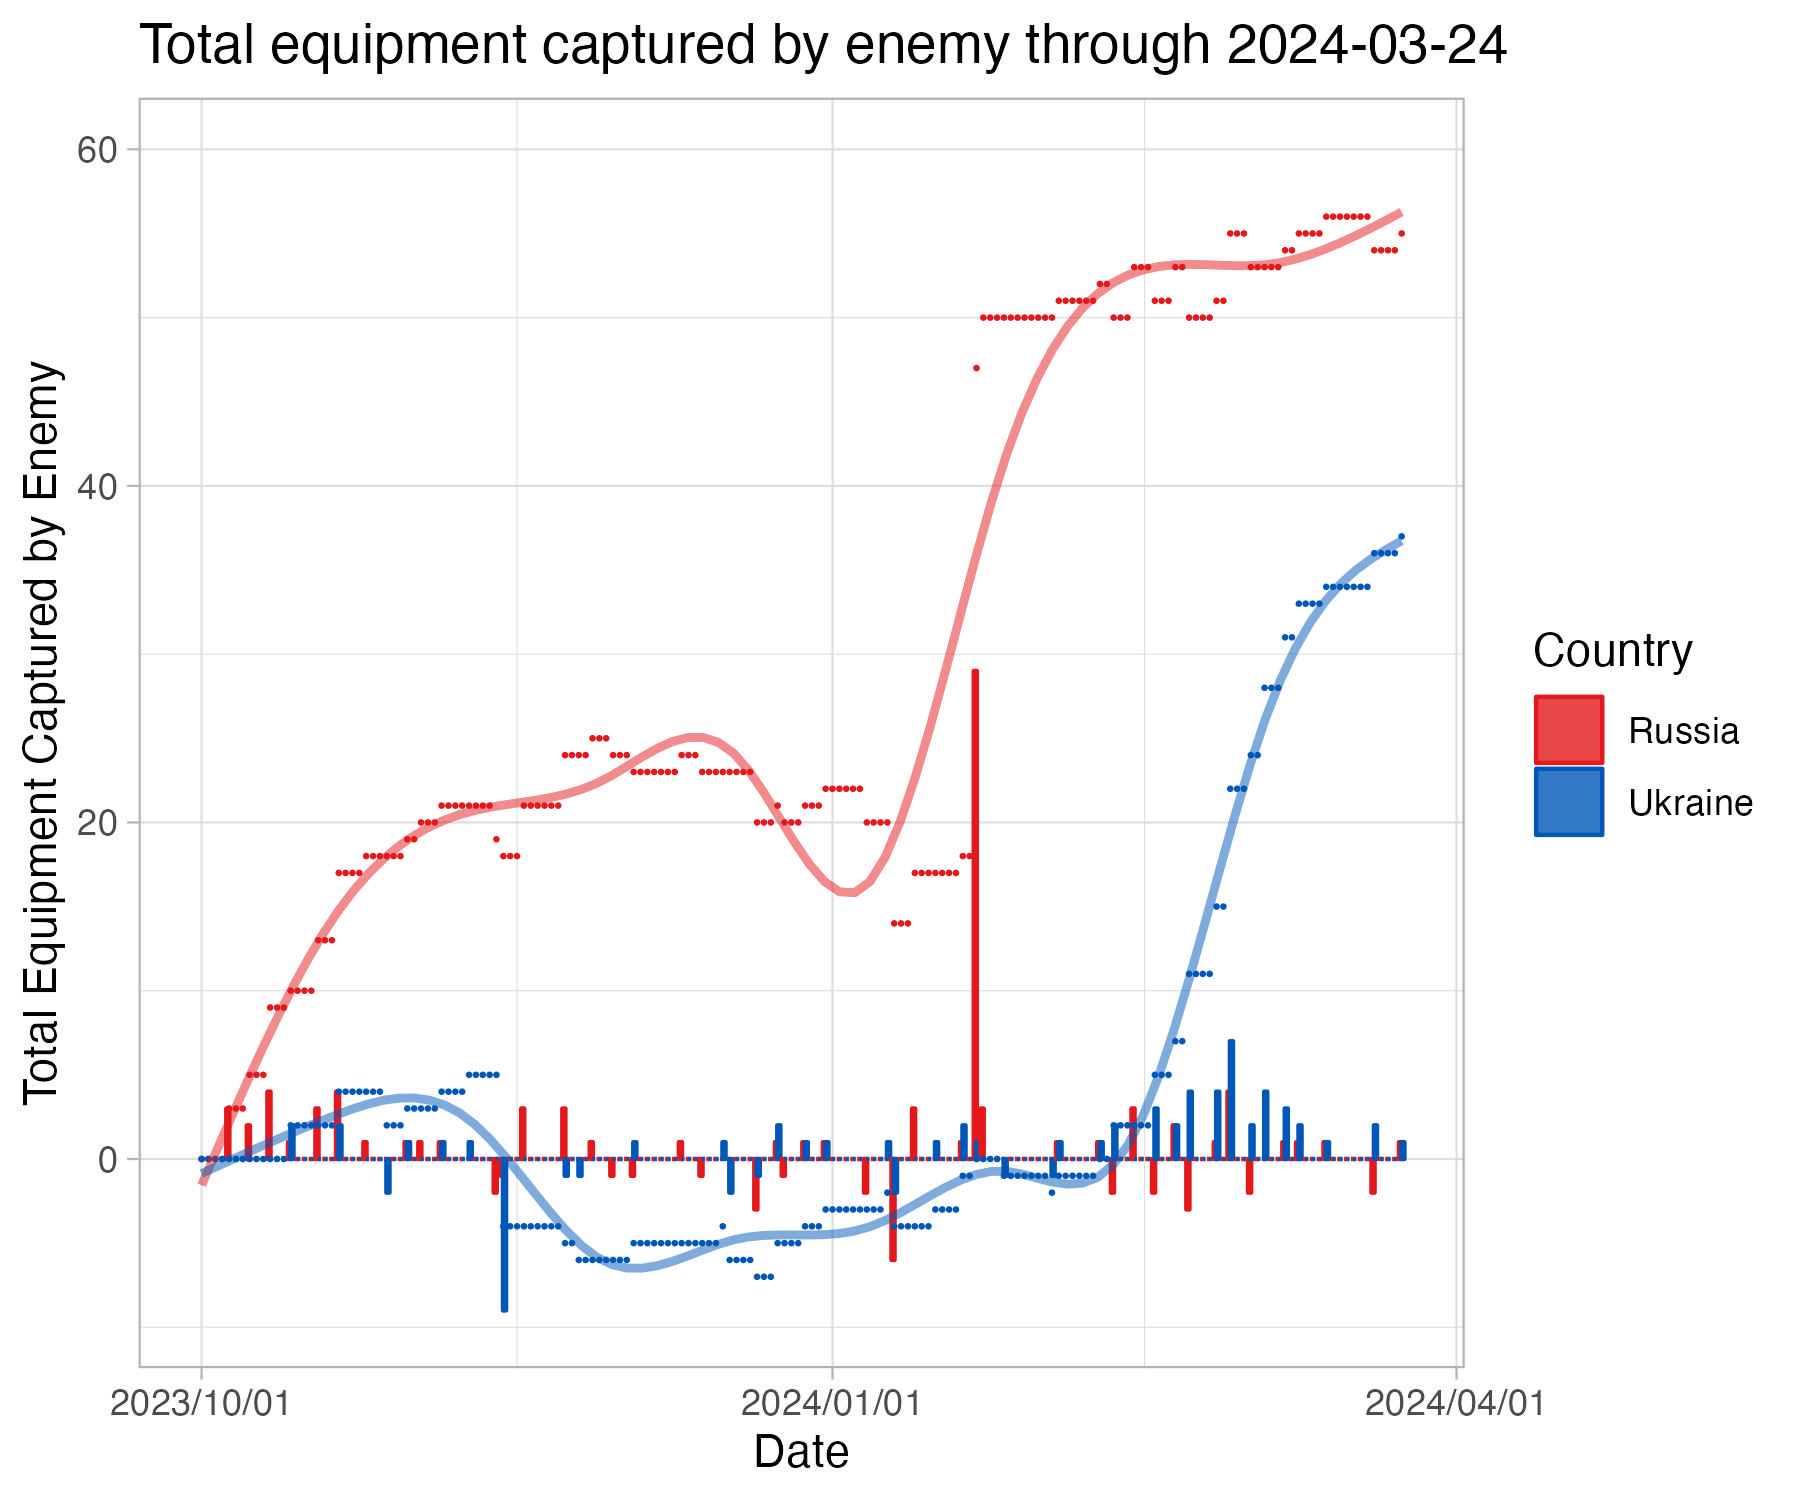 Total equipment captured by enemy through 2024-03-24
Total Equipment Captured by Enemy
60
40
20
0
2023/10/01
2024/01/01
2024/04/01
Date
Country
Russia
Ukraine